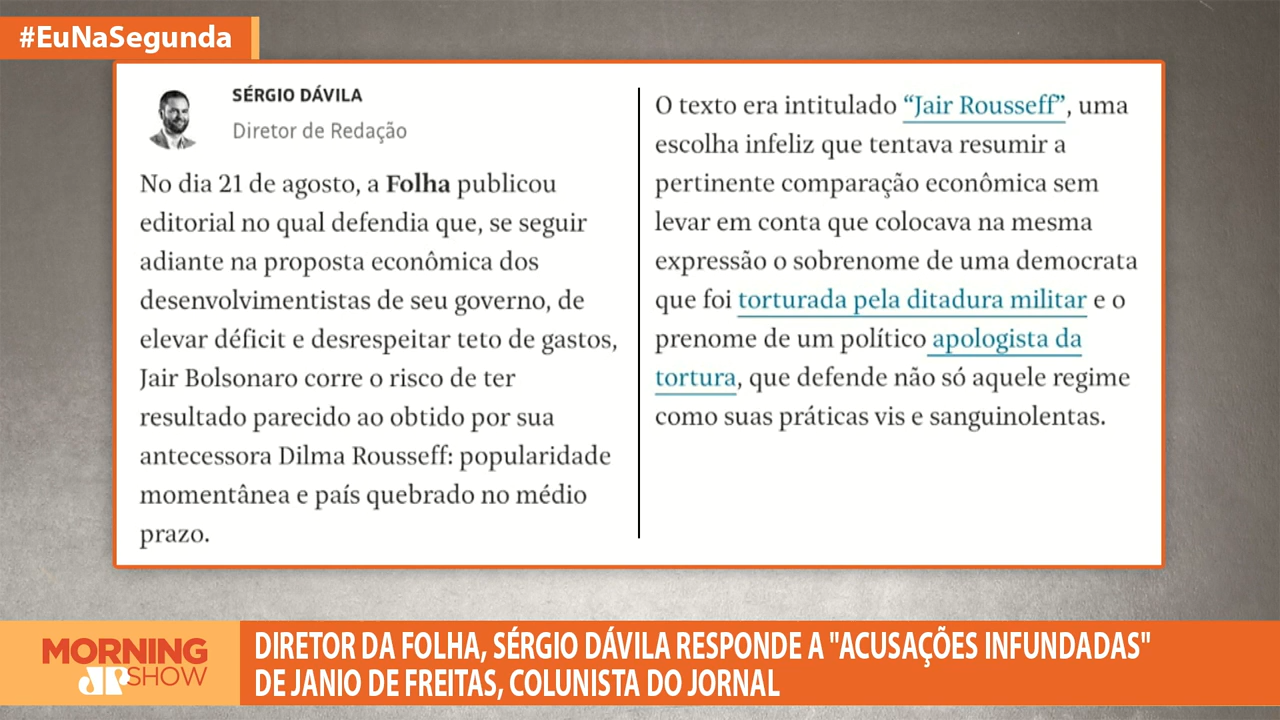 #EuNaSegunda
SÉRGIO DÁVILA
Diretor de Redação
No dia 21 de agosto, a Folha publicou
editorial no qual defendia que, se seguir
adiante na proposta econômica dos
desenvolvimentistas de seu governo, de
elevar déficit e desrespeitar teto de gastos,
Jair Bolsonaro corre o risco de ter
resultado parecido ao obtido por sua
antecessora Dilma Rousseff: popularidade
momentânea e país quebrado no médio
prazo.
O texto era intitulado “Jair Rousseff”, uma
escolha infeliz que tentava resumir a
pertinente comparação econômica sem
levar em conta que colocava na mesma
expressão o sobrenome de uma democrata
que foi torturada pela ditadura militar e o
prenome de um político apologista da
tortura, que defende não só aquele regime
como suas práticas vis e sanguinolentas.
MORNING
JP SHOW
DIRETOR DA FOLHA, SÉRGIO DÁVILA RESPONDE A "ACUSAÇÕES INFUNDADAS"
DE JANIO DE FREITAS, COLUNISTA DO JORNAL